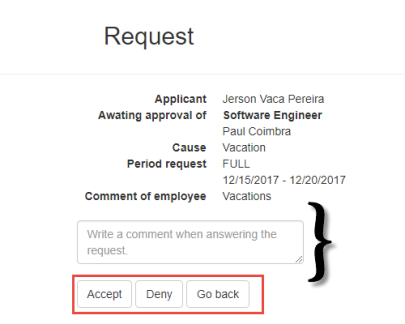 Request
Applicant Jerson Vaca Pereira
Awating approval of Software Engineer
Paul Coimbra
Cause Vacation
Period request FULL
12/15/2017 - 12/20/2017
Comment of employee Vacations
Write a comment when answering the
request.
Accept Deny Go back